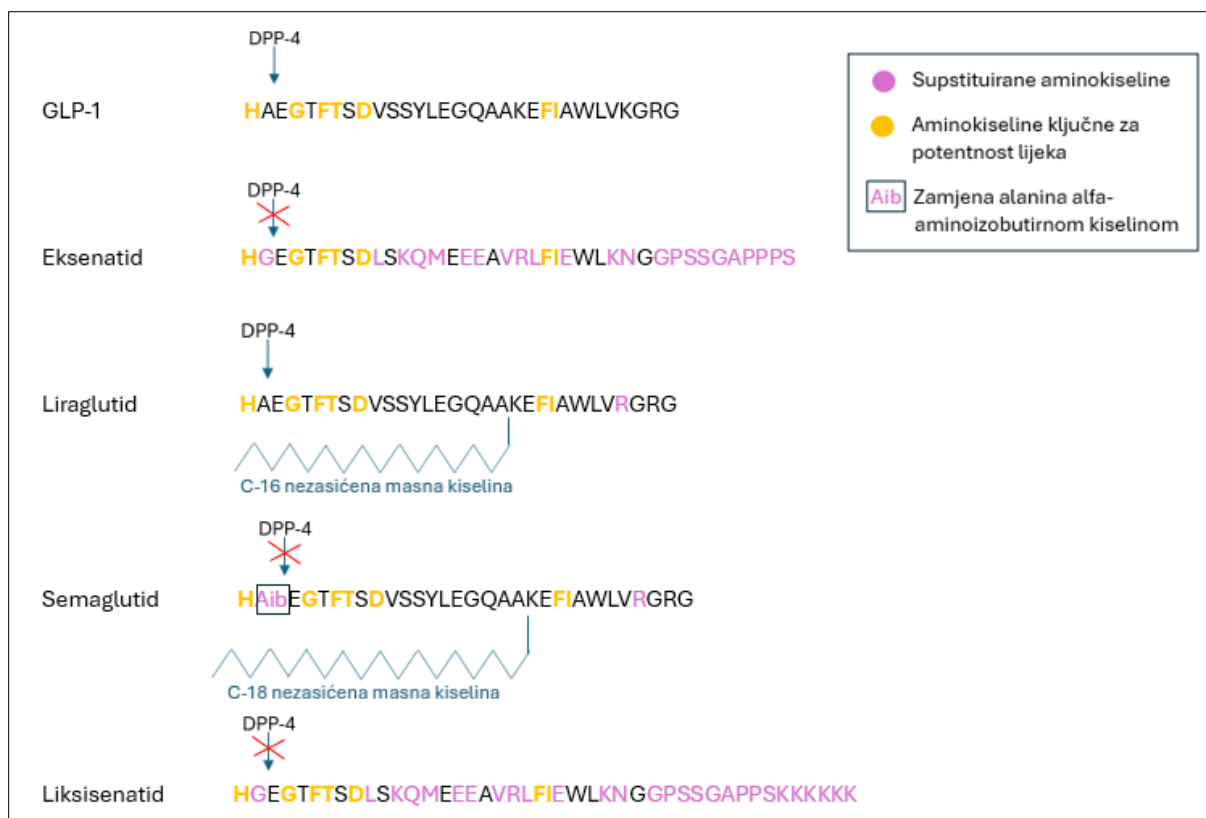 DPP-4
GLP-1 HAEGTFTSDVSSYLEGQAAKEFIAWLVKGRG
Supstituirane aminokiseline
Aminokiseline ključne za
potentnost lijeka
Aib Zamjena alanina alfa-
aminoizobutirnom kiselinom
DPP-4
Eksenatid HGEGTFTSDLSKQMEEEAVRLFIEWLKNGGPSSGAPPPS
DPP-4
Liraglutid HAEGTFTSDVSSYLEGQAAKEFIAWLVRGRG
C-16 nezasićena masna kiselina
DPP-4
Semaglutid HAibEGTFTSDVSSYLEGQAAKEFIAWLVRGRG
C-18 nezasićena masna kiselina
DPP-4
Liksisenatid HGEGTFTSDLSKQMEEEAVRLFIEWLKNGGPSSGAPPSKKKKKK